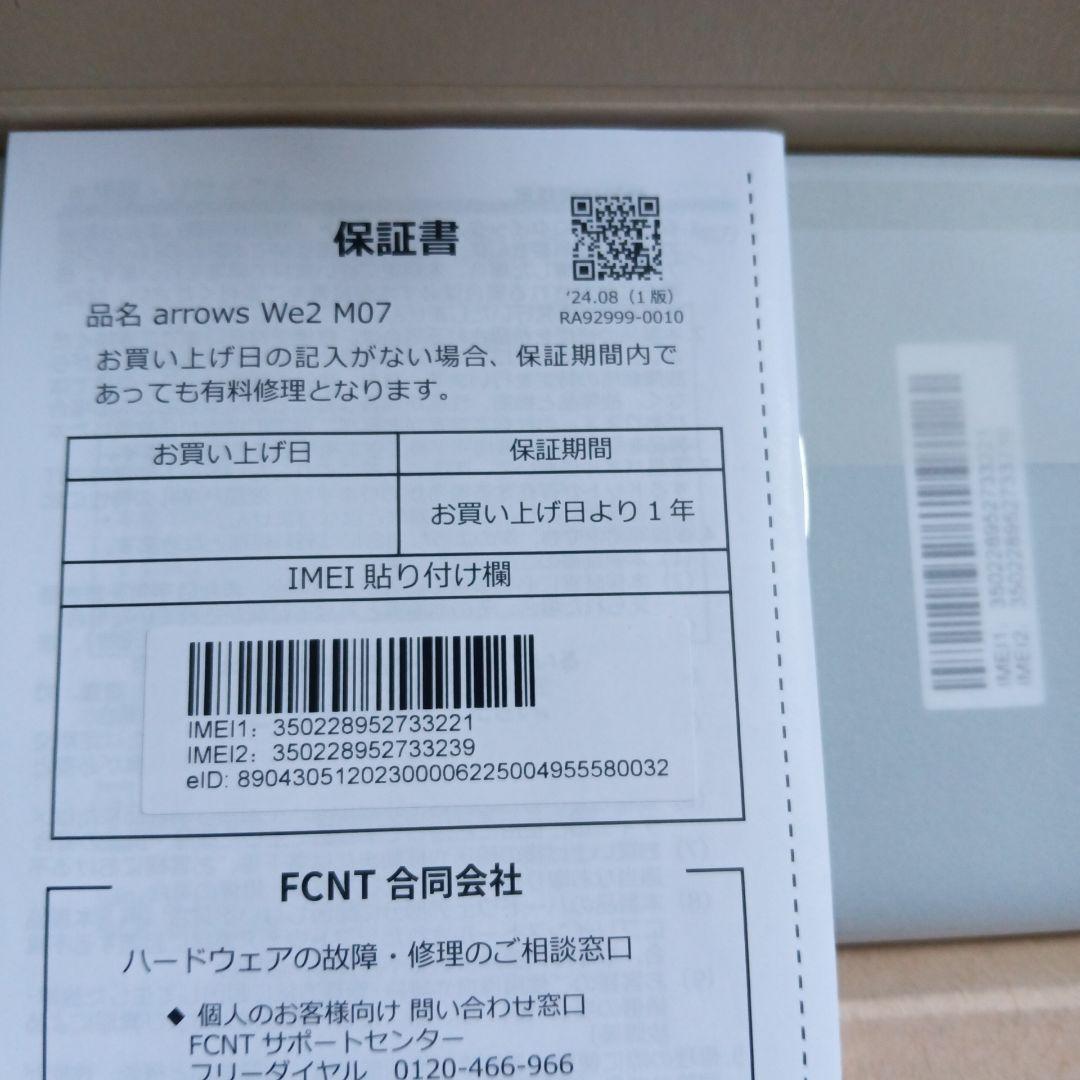 保証書
'24.08（1版）
RA92999-0010
品名 arrows We2 M07
お買い上げ日の記入がない場合、保証期間内で
あっても有料修理となります。
お買い上げ日 保証期間
お買い上げ日より1年
IMEI 貼り付け欄
IMEI1: 350228952733221
IMEI2: 350228952733239
eID: 89043051202300006225004955580032
FCNT 合同会社
ハードウェアの故障・修理のご相談窓口
◆ 個人のお客様向け 問い合わせ窓口
FCNT サポートセンター
フリーダイヤル 0120-466-966
IMEI1: 350228952733221
IMEI2: